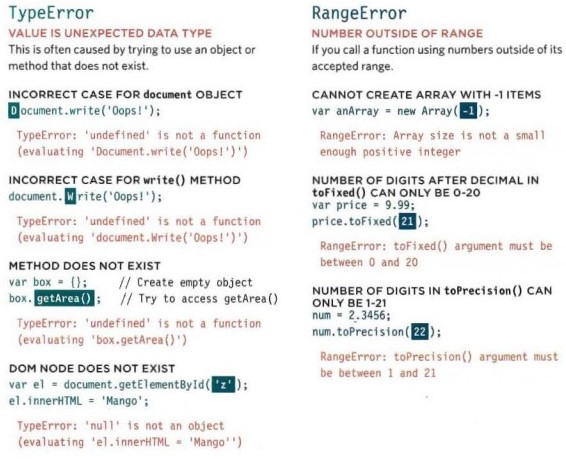 TypeError
VALUE IS UNEXPECTED DATA TYPE
This is often caused by trying to use an object or
method that does not exist.
INCORRECT CASE FOR document OBJECT
Document.write('Oops!');
TypeError: 'undefined' is not a function
(evaluating 'Document.write('Oops!')')
INCORRECT CASE FOR write() METHOD
document.Write('Oops!');
TypeError: 'undefined' is not a function
(evaluating 'document.Write('Oops!')')
METHOD DOES NOT EXIST
var box = {}; // Create empty object
box.getArea(); // Try to access getArea()
TypeError: 'undefined' is not a function
(evaluating 'box.getArea()')
DOM NODE DOES NOT EXIST
var el = document.getElementById('z');
el.innerHTML = 'Mango';
TypeError: 'null' is not an object
(evaluating 'el.innerHTML = 'Mango'')
RangeError
NUMBER OUTSIDE OF RANGE
If you call a function using numbers outside of its
accepted range.
CANNOT CREATE ARRAY WITH -1 ITEMS
var anArray = new Array(-1);
RangeError: Array size is not a small
enough positive integer
NUMBER OF DIGITS AFTER DECIMAL IN
toFixed() CAN ONLY BE 0-20
var price = 9.99;
price.toFixed(21);
RangeError: toFixed() argument must be
between 0 and 20
NUMBER OF DIGITS IN toPrecision() CAN
ONLY BE 1-21
num = 2.3456;
num.toPrecision(22);
RangeError: toPrecision() argument must
be between 1 and 21